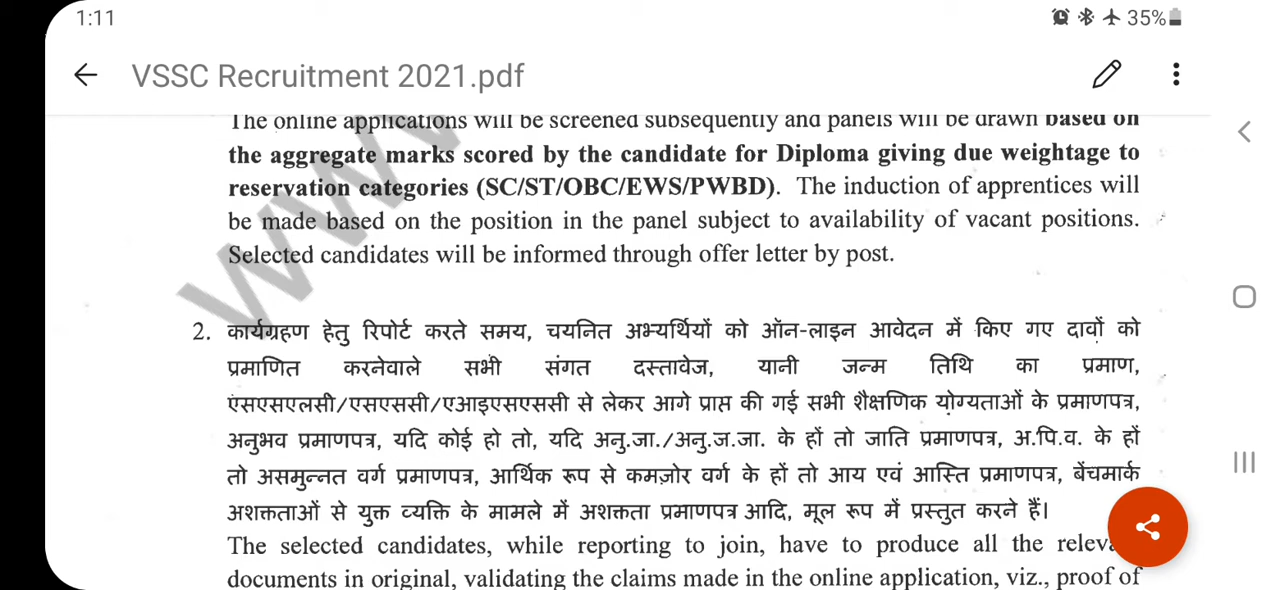 1:11
35%
VSSC Recruitment 2021.pdf
The online applications will be screened subsequently and panels will be drawn based on
the aggregate marks scored by the candidate for Diploma giving due weightage to
reservation categories (SC/ST/OBC/EWS/PWBD). The induction of apprentices will
be made based on the position in the panel subject to availability of vacant positions.
Selected candidates will be informed through offer letter by post.
2. कार्यग्रहण हेतु रिपोर्ट करते समय, चयनित अभ्यर्थियों को ऑन-लाइन आवेदन में किए गए दावों को
प्रमाणित करनेवाले सभी संगत दस्तावेज, यानी जन्म तिथि का प्रमाण,
एसएसएलसी/एसएससी/एआइएसएससी से लेकर आगे प्राप्त की गई सभी शैक्षणिक योग्यताओं के प्रमाणपत्र,
अनुभव प्रमाणपत्र, यदि कोई हो तो, यदि अनु.जा./अनु.ज.जा. के हों तो जाति प्रमाणपत्र, अ.पि.व. के हों
तो असमुन्नत वर्ग प्रमाणपत्र, आर्थिक रूप से कमज़ोर वर्ग के हों तो आय एवं आस्ति प्रमाणपत्र, बेंचमार्क
अशक्तताओं से युक्त व्यक्ति के मामले में अशक्तता प्रमाणपत्र आदि, मूल रूप में प्रस्तुत करने हैं।
The selected candidates, while reporting to join, have to produce all the
documents in original, validating the claims made in the online application, viz., proof of